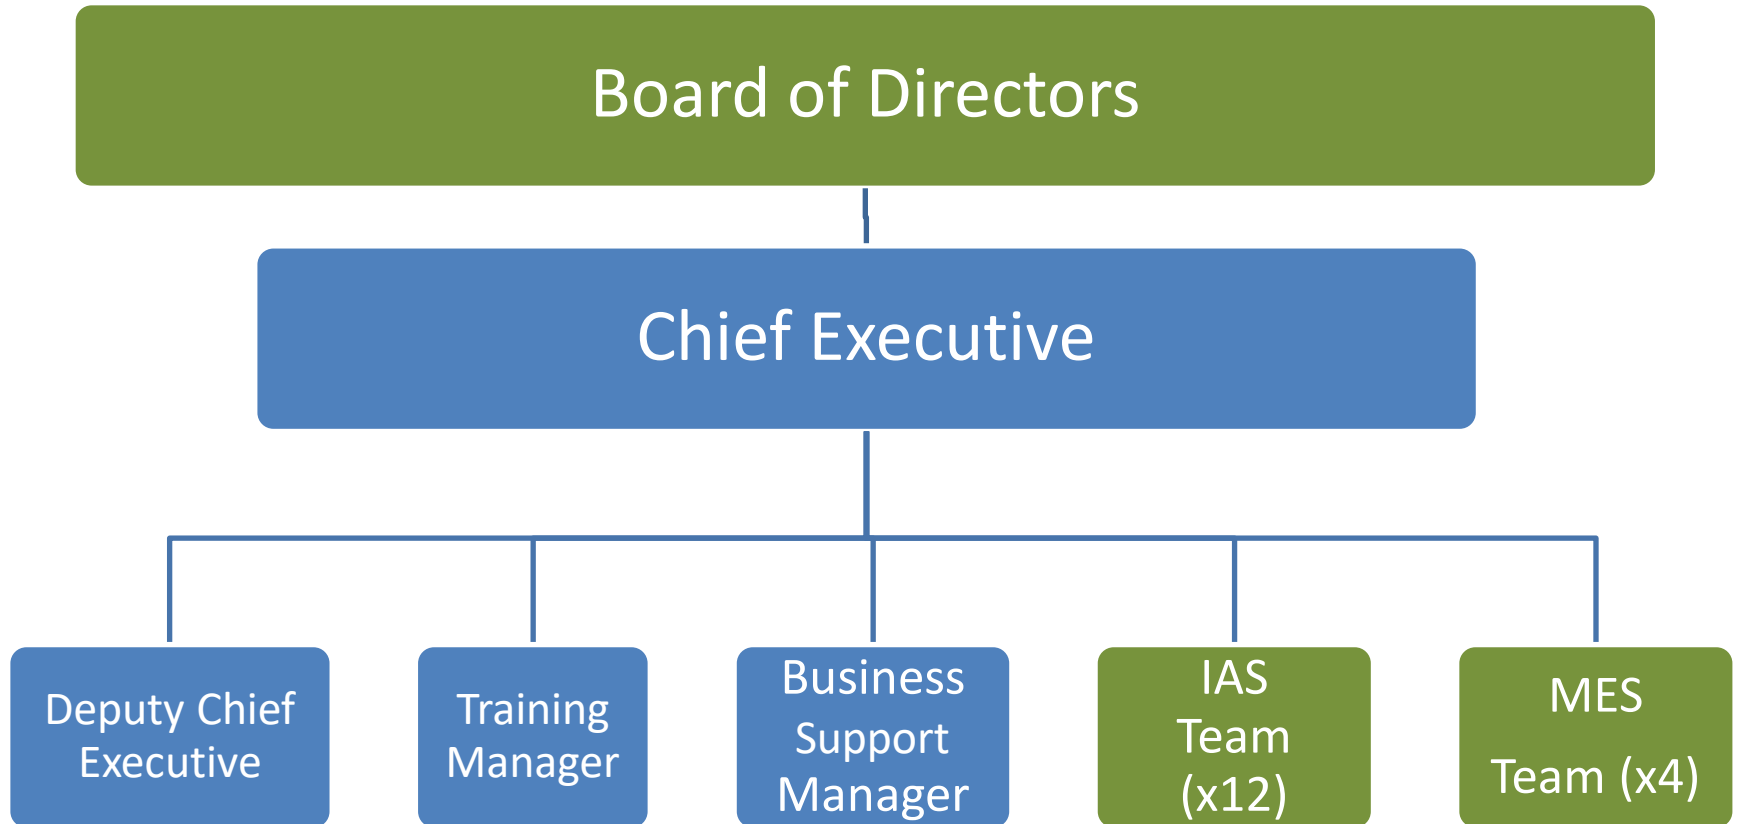 Board of Directors
Chief Executive
Deputy Chief
Executive
Training
Manager
Business
Support
Manager
IAS
Team
(x12)
MES
Team (x4)